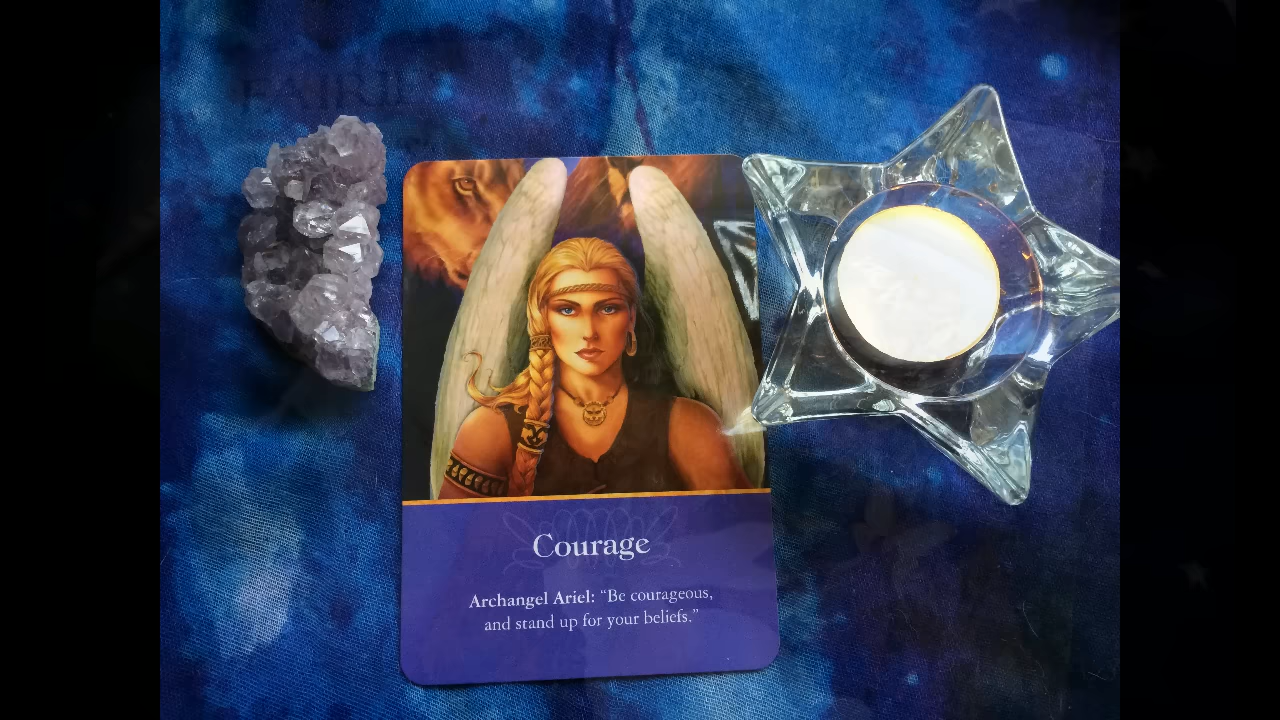 Courage
Archangel Ariel: “Be courageous,
and stand up for your beliefs.”